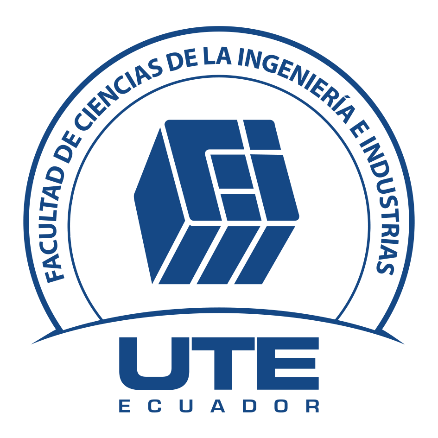 FACULTAD DE CIENCIAS DE LA INGENIERÍA E INDUSTRIAS
UTE
ECUADOR